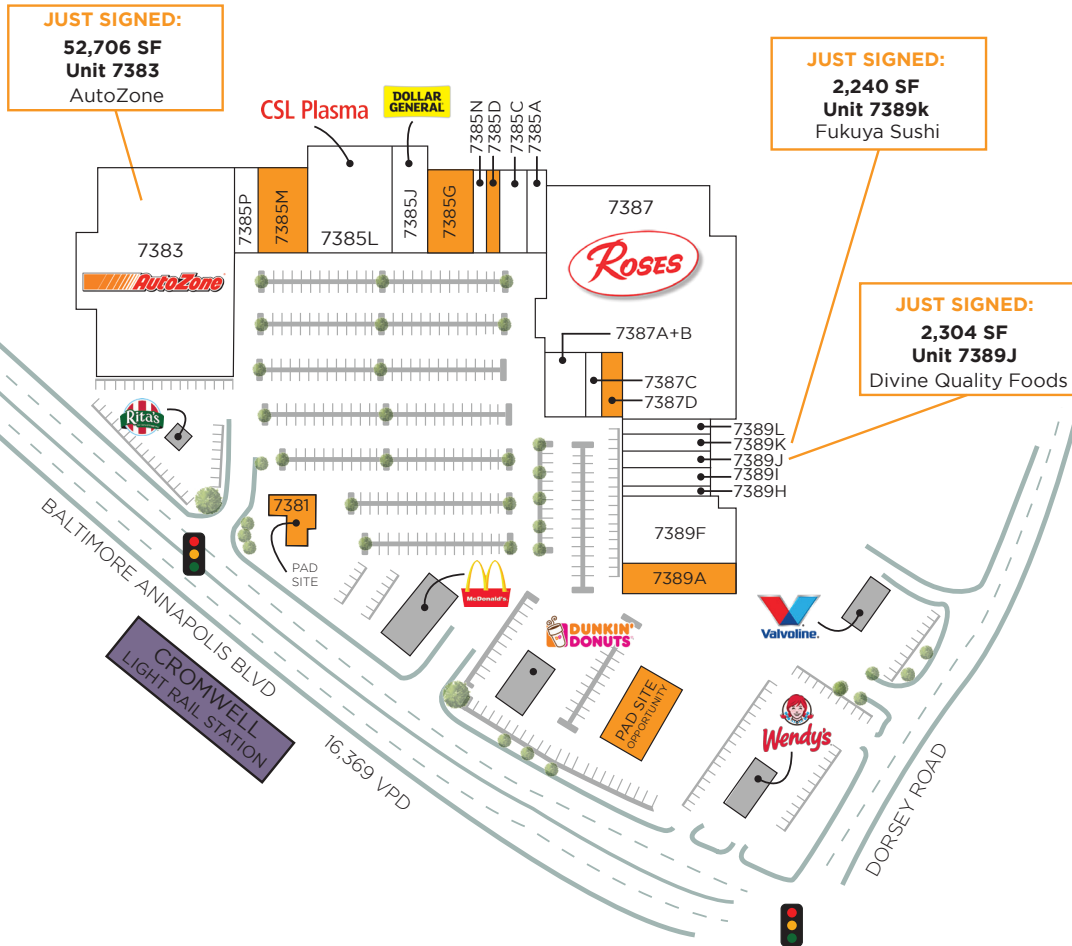 JUST SIGNED:
52,706 SF
Unit 7383
AutoZone
JUST SIGNED:
2,240 SF
Unit 7389k
Fukuya Sushi
JUST SIGNED:
2,304 SF
Unit 7389J
Divine Quality Foods
CSL Plasma
DOLLAR
GENERAL
7385N
7385D
7385C
7385A
7383
AutoZone
7385P
7385M
7385L
7385J
7385G
7387
ROSES
7387A+B
7387C
7387D
7389L
7389K
7389J
7389I
7389H
7389F
7389A
Rita's
7381
PAD
SITE
McDonald's
DUNKIN'
DONUTS
Valvoline.
PAD SITE
OPPORTUNITY
Wendy's
BALTIMORE ANNAPOLIS BLVD
CROMWELL
LIGHT RAIL STATION
16,369 VPD
DORSEY ROAD